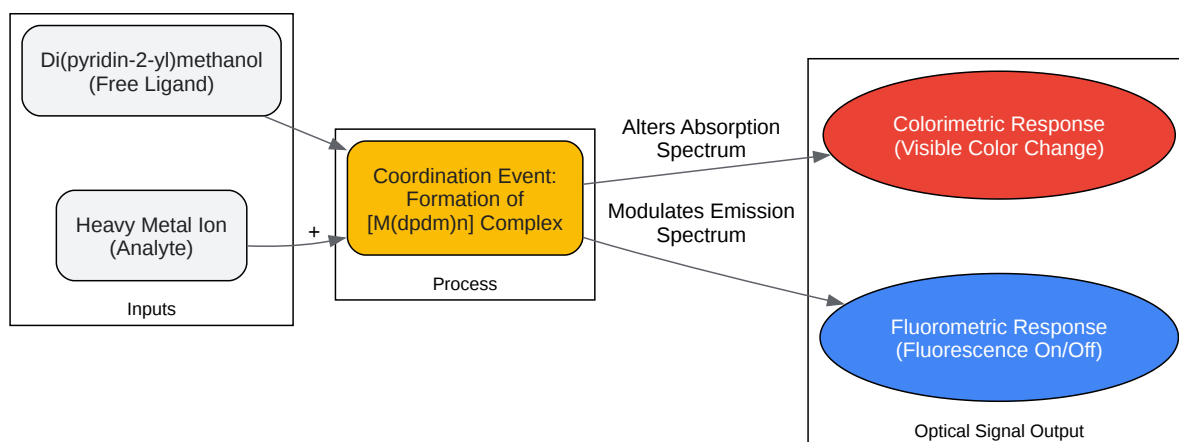 Di(pyridin-2-yl)methanol
(Free Ligand)
Heavy Metal Ion
(Analyte)
Inputs
+
Coordination Event:
Formation of
[M(dpdm)n] Complex
Process
Alters Absorption
Spectrum
Modulates Emission
Spectrum
Colorimetric Response
(Visible Color Change)
Fluorometric Response
(Fluorescence On/Off)
Optical Signal Output